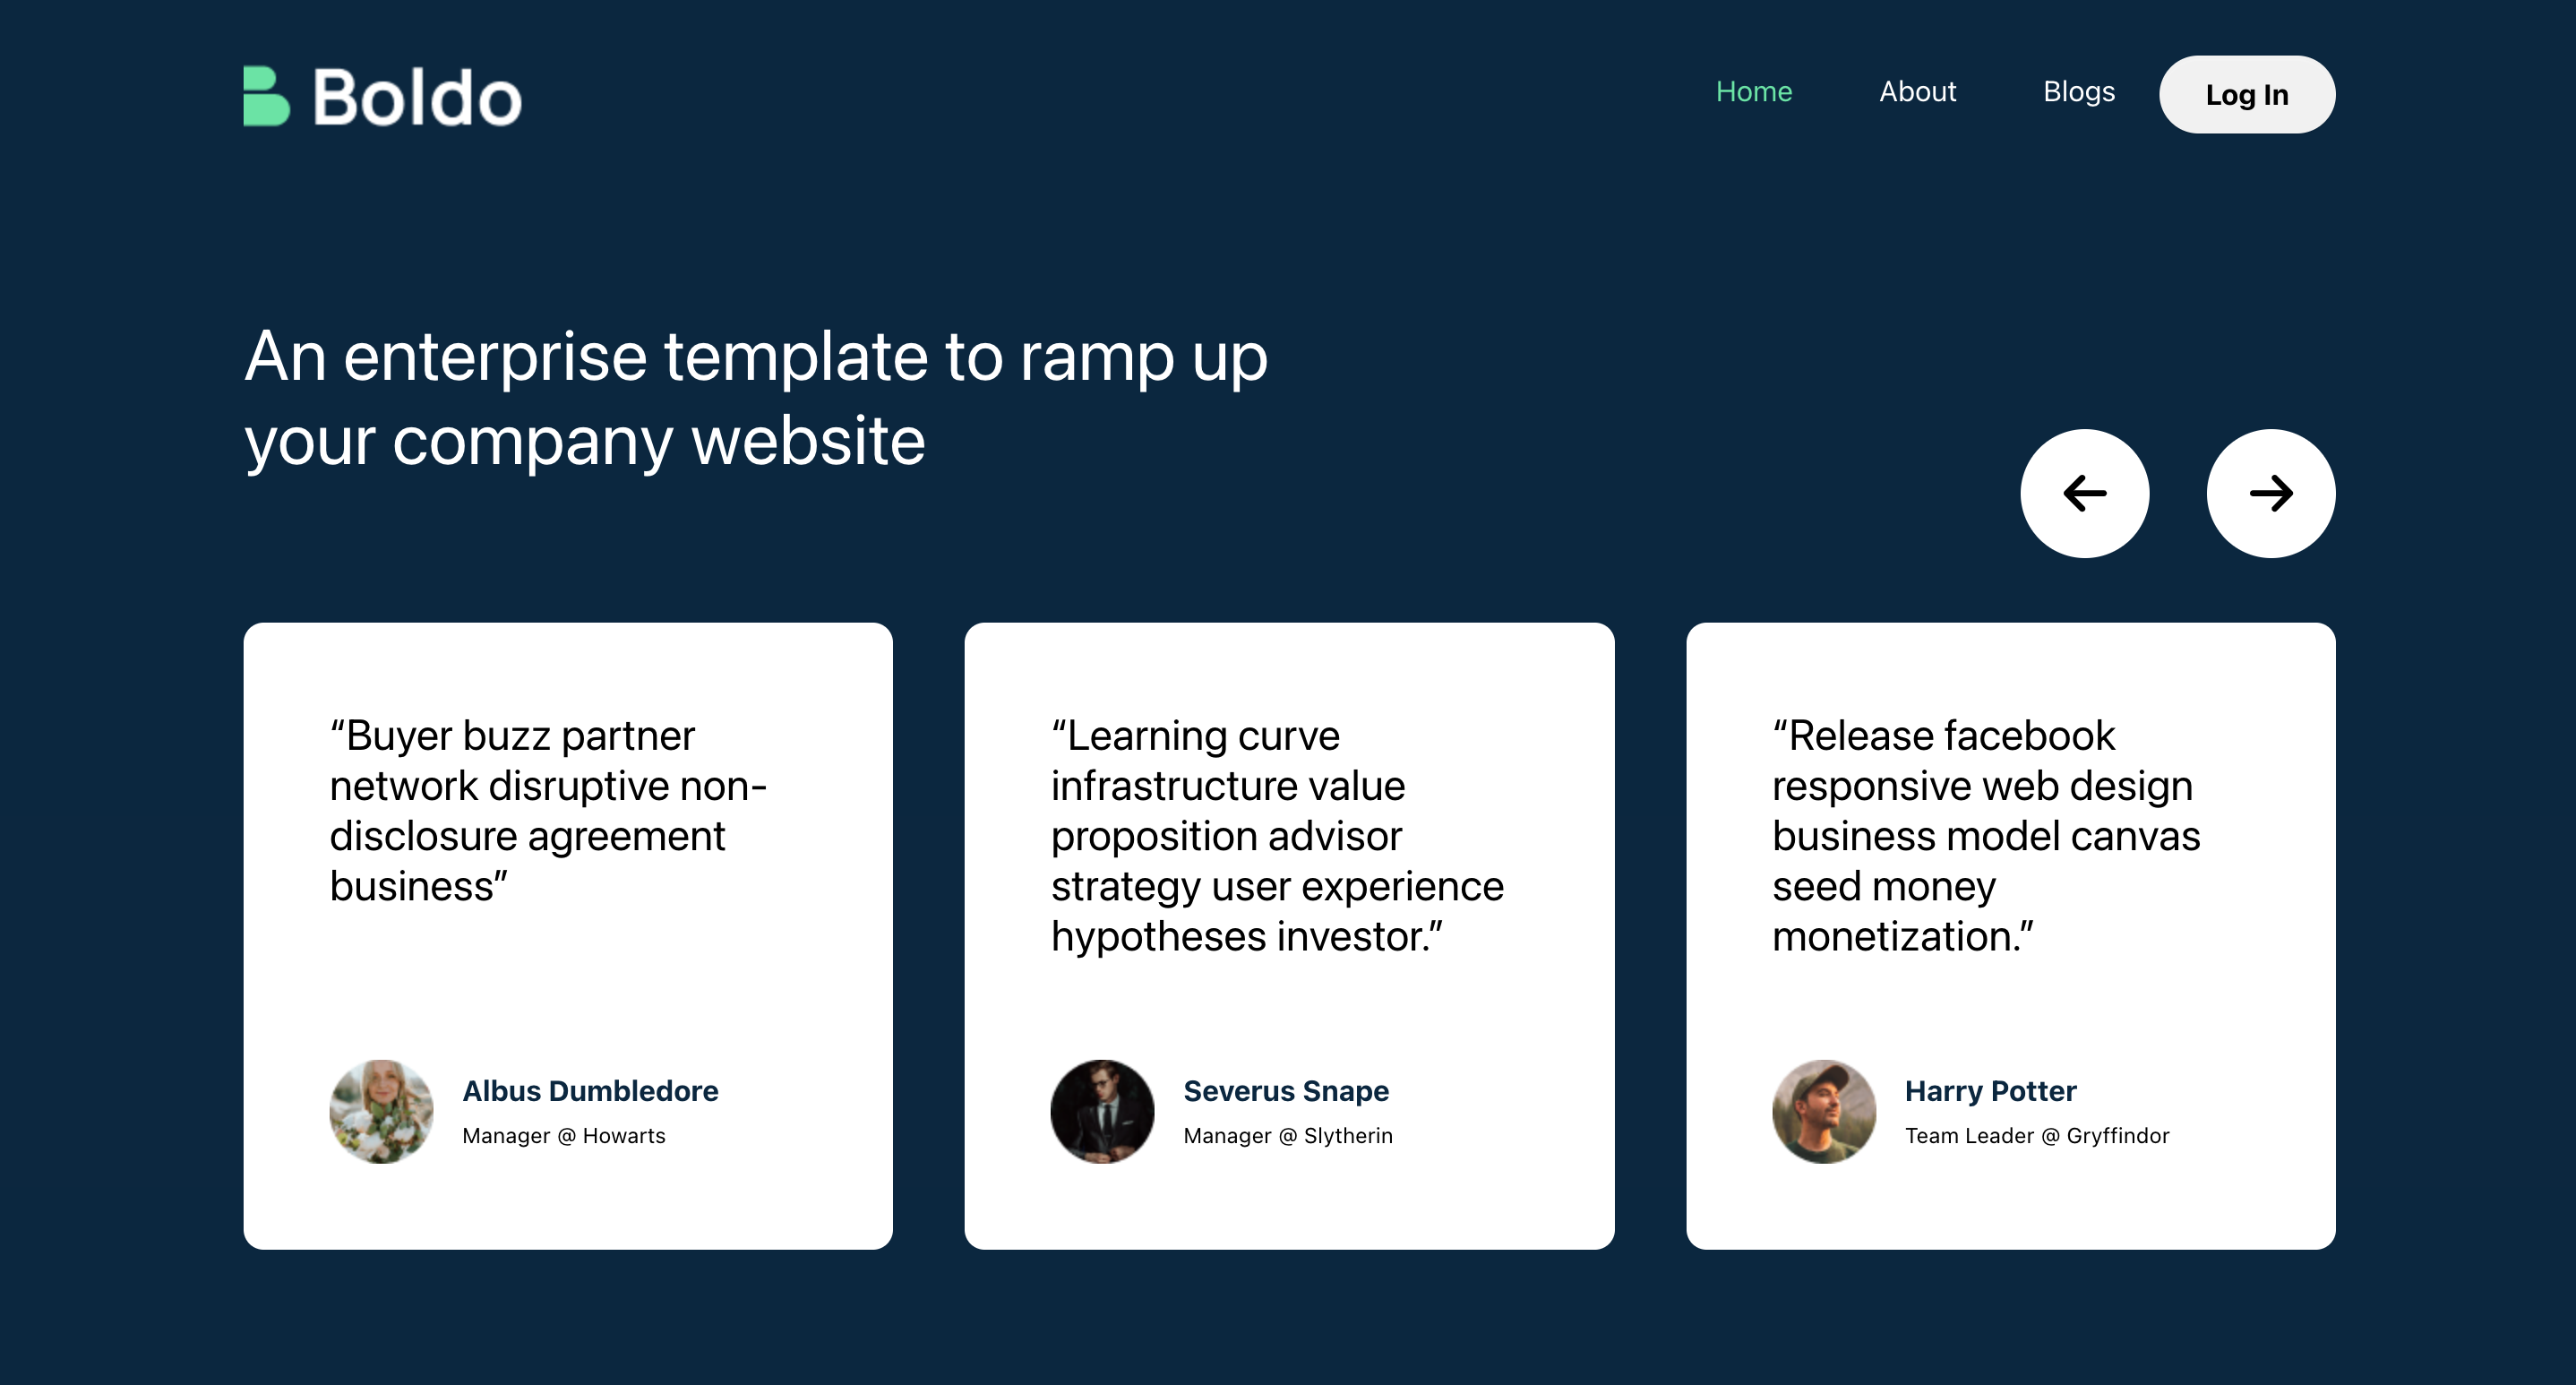 Boldo
Home
About
Blogs
Log In
An enterprise template to ramp up
your company website
“Buyer buzz partner
network disruptive non-
disclosure agreement
business”
Albus Dumbledore
Manager @ Howarts
“Learning curve
infrastructure value
proposition advisor
strategy user experience
hypotheses investor.”
Severus Snape
Manager @ Slytherin
“Release facebook
responsive web design
business model canvas
seed money
monetization.”
Harry Potter
Team Leader @ Gryffindor